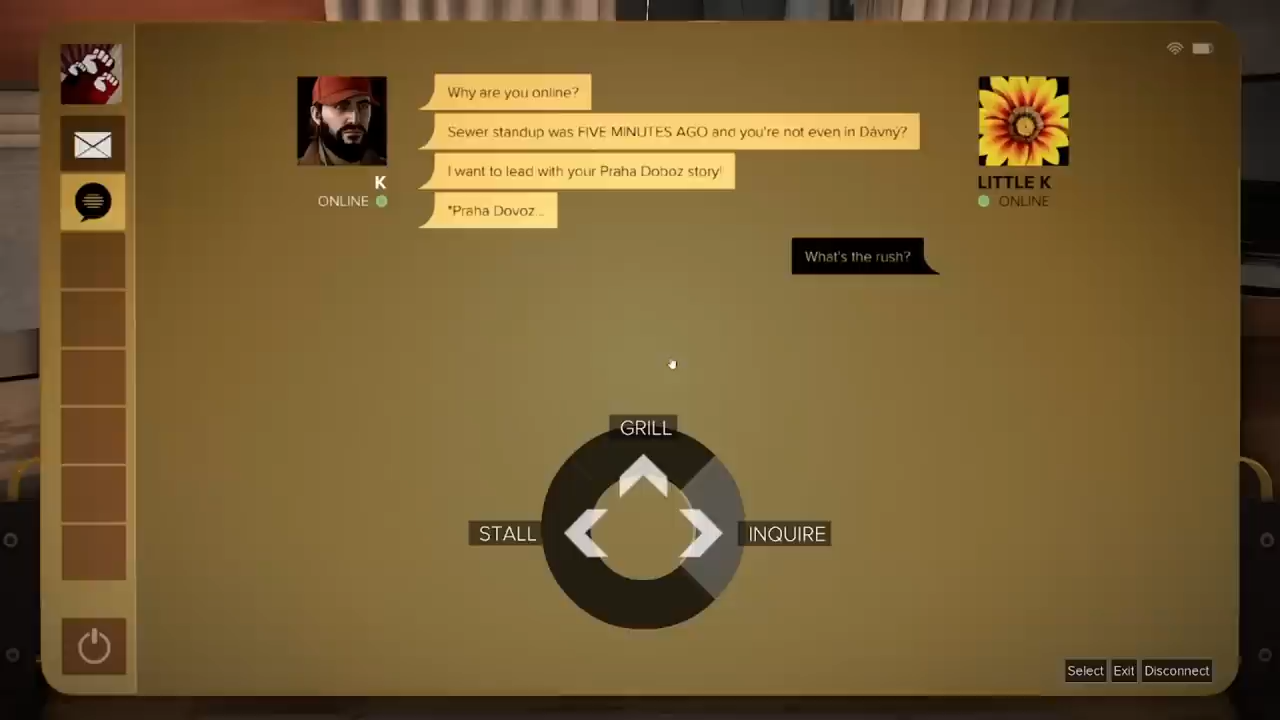 Why are you online?
Sewer standup was FIVE MINUTES AGO and you're not even in Dávný?
I want to lead with your Praha Doboz story!
K
LITTLE K
ONLINE
ONLINE
*Praha Dovoz...
What's the rush?
GRILL
STALL
INQUIRE
Select
Exit
Disconnect